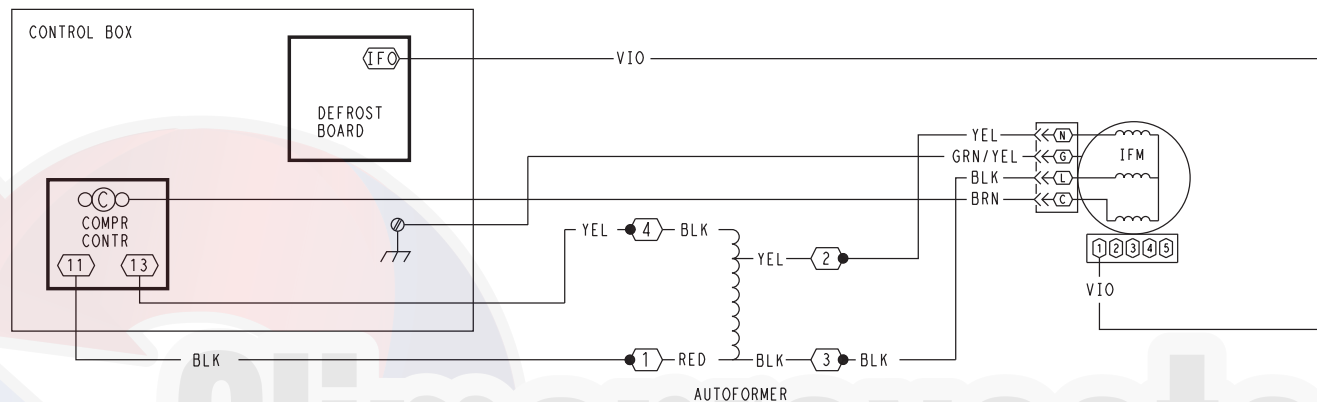 CONTROL BOX
IFO
VIO
DEFROST
BOARD
YEL N
GRN/YEL G
IFM
BLK L
BRN C
C
COMPR
CONTR
11 13
YEL 4 BLK
YEL 2
1 2 3 4 5
VIO
BLK 1 RED BLK 3 BLK
AUTOFORMER